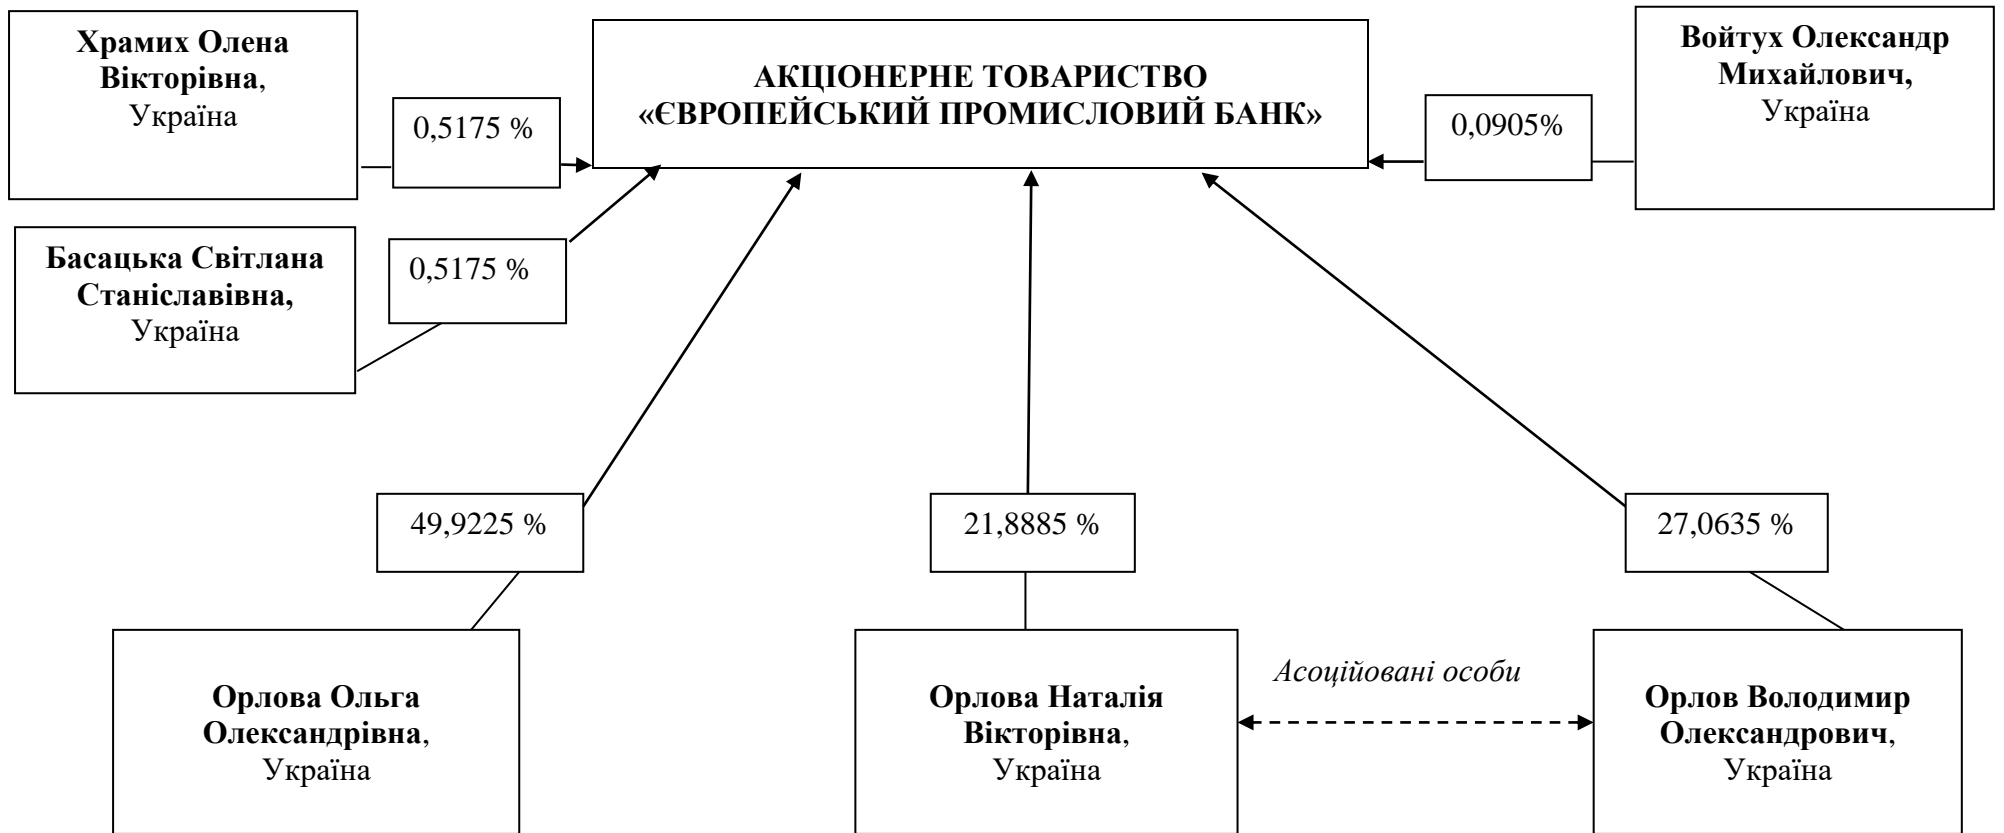 Храмих Олена
Вікторівна,
Україна
0,5175 %
АКЦІОНЕРНЕ ТОВАРИСТВО
«ЄВРОПЕЙСЬКИЙ ПРОМИСЛОВИЙ БАНК»
0,0905%
Войтух Олександр
Михайлович,
Україна
Басацька Світлана
Станіславівна,
Україна
0,5175 %
49,9225 %
21,8885 %
27,0635 %
Орлова Ольга
Олександрівна,
Україна
Орлова Наталія
Вікторівна,
Україна
Асоційовані особи
Орлов Володимир
Олександрович,
Україна